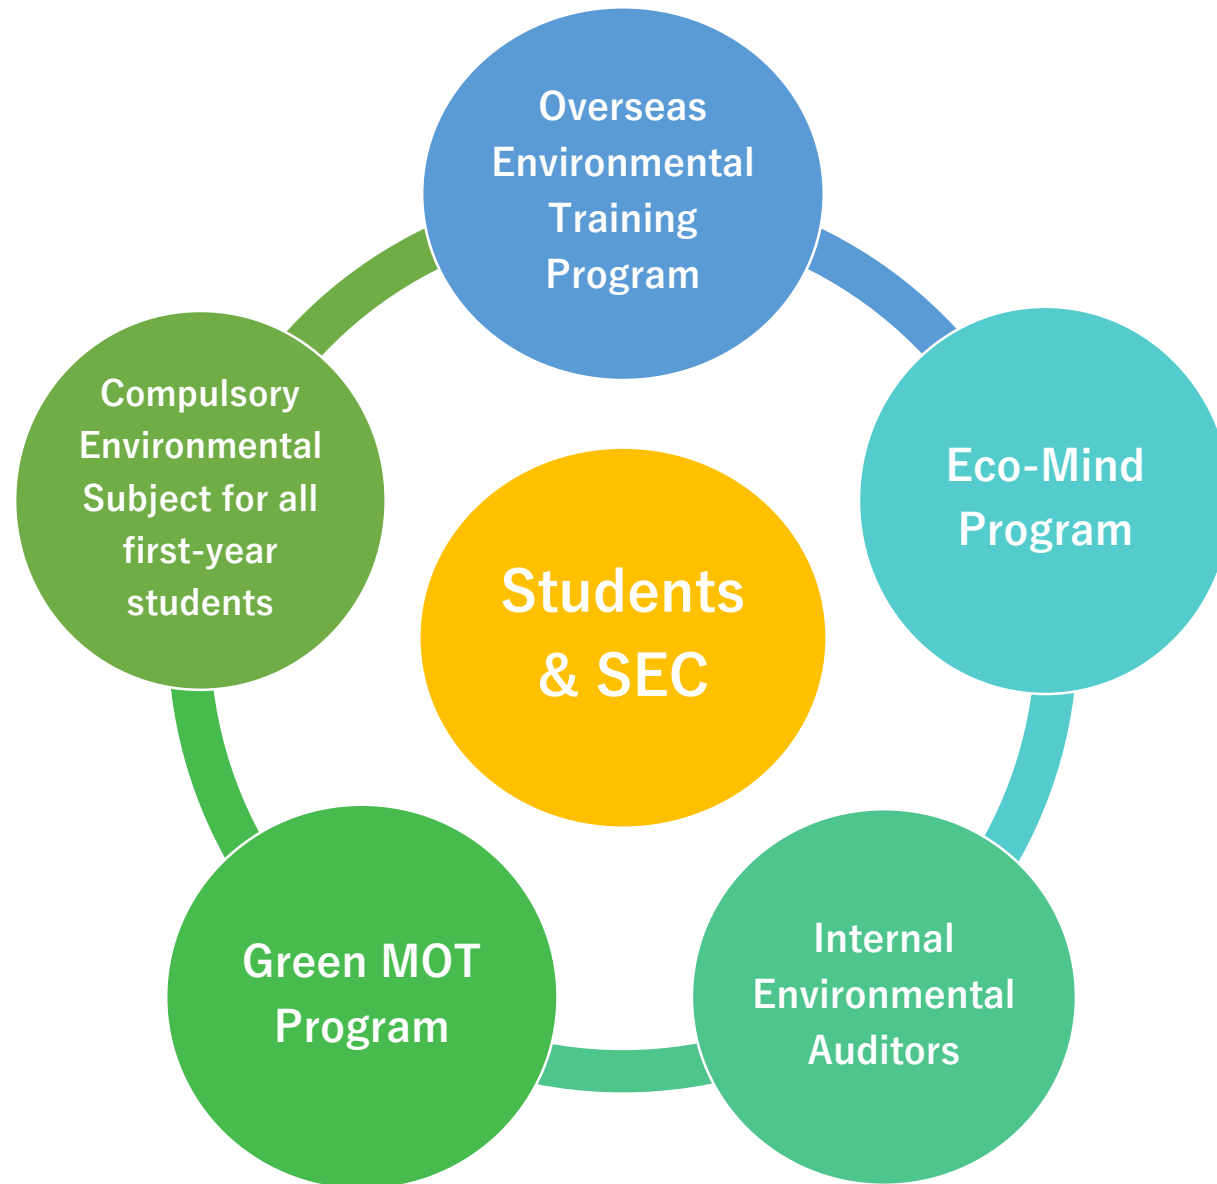 Overseas
Environmental
Training
Program
Compulsory
Environmental
Subject for all
first-year
students
Eco-Mind
Program
Students
& SEC
Green MOT
Program
Internal
Environmental
Auditors